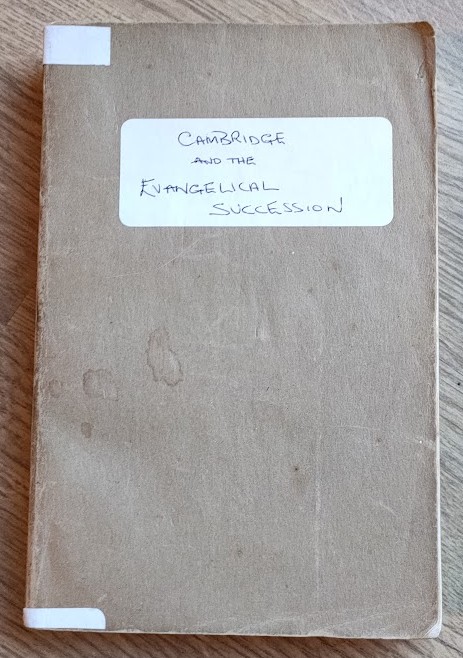 CAMBRIDGE
AND THE
EVANGELICAL
SUCCESSION